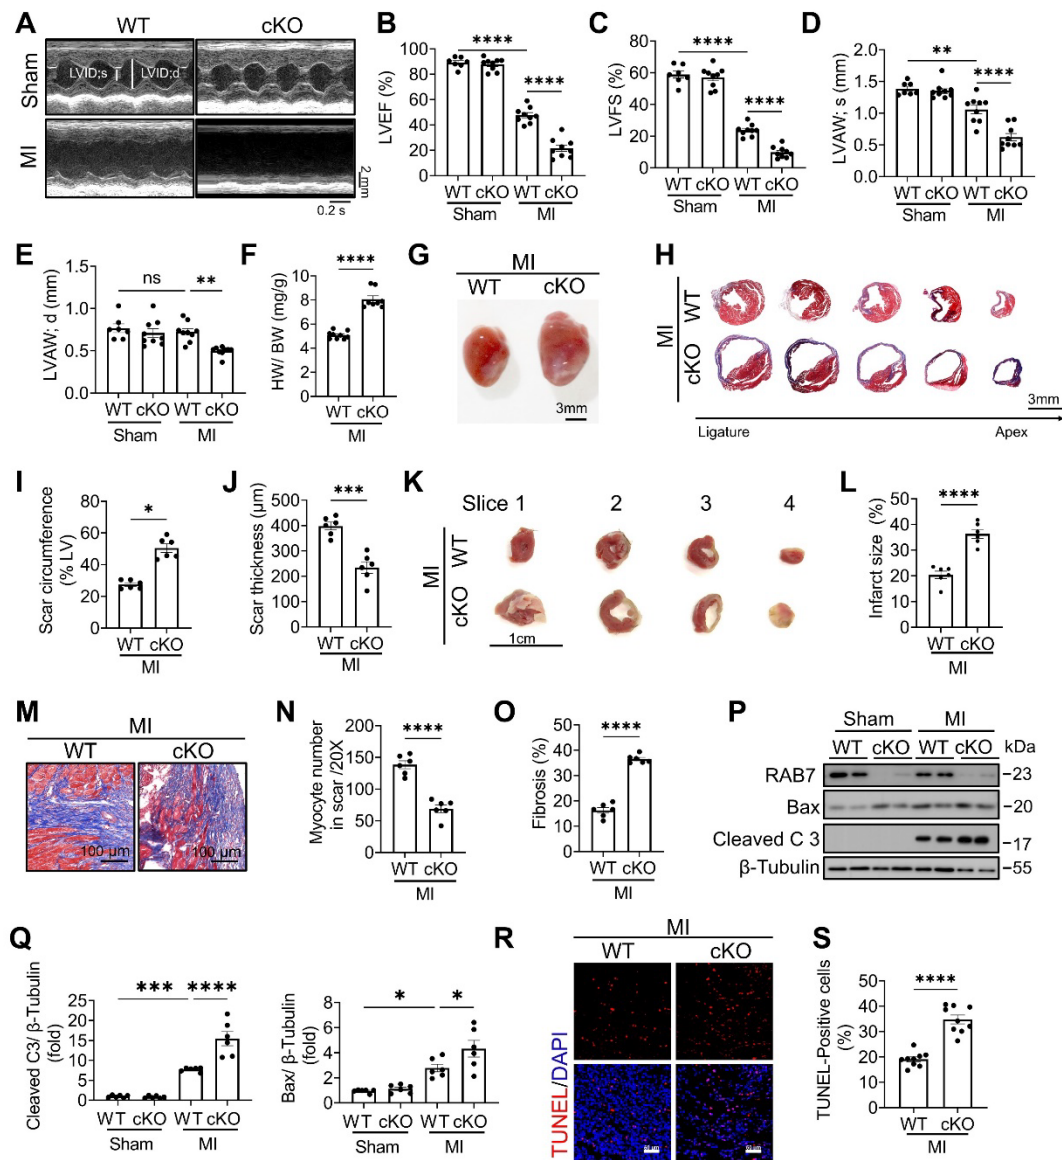 A
WT
cKO
Sham
LVID;s
LVID;d
MI
2 mm
0.2 s
B
LVEF (%)
100
80
60
40
20
0
****
****
WT cKO WT cKO
Sham MI
C
LVFS (%)
100
80
60
40
20
0
****
****
WT cKO WT cKO
Sham MI
D
LVAW; s (mm)
2.0
1.5
1.0
0.5
0.0
**
****
WT cKO WT cKO
Sham MI
E
LVAW; d (mm)
1.5
1.0
0.5
0.0
ns
**
WT cKO WT cKO
Sham MI
F
HW/ BW (mg/g)
10
8
6
4
2
0
****
WT cKO
MI
G
MI
WT cKO
3mm
H
MI
WT
cKO
3mm
Ligature Apex
I
Scar circumference
(% LV)
80
60
40
20
0
*
WT cKO
MI
J
Scar thickness (μm)
500
400
300
200
100
0
***
WT cKO
MI
K
Slice 1 2 3 4
MI
WT
cKO
1cm
L
Infarct size (%)
50
40
30
20
10
0
****
WT cKO
MI
M
MI
WT cKO
100 μm 100 μm
N
Myocyte number
in scar /20X
200
150
100
50
0
****
WT cKO
MI
O
Fibrosis (%)
50
40
30
20
10
0
****
WT cKO
MI
P
Sham MI
WT cKO WT cKO kDa
RAB7 23
Bax 20
Cleaved C 3 17
β-Tubulin 55
Q
Cleaved C3/ β-Tubulin
(fold)
25
20
15
10
5
0
***
****
WT cKO WT cKO
Sham MI
Bax/ β-Tubulin
(fold)
8
6
4
2
0
*
*
WT cKO WT cKO
Sham MI
R
MI
WT cKO
TUNEL/DAPI
S
TUNEL-Positive cells
(%)
50
40
30
20
10
0
****
WT cKO
MI